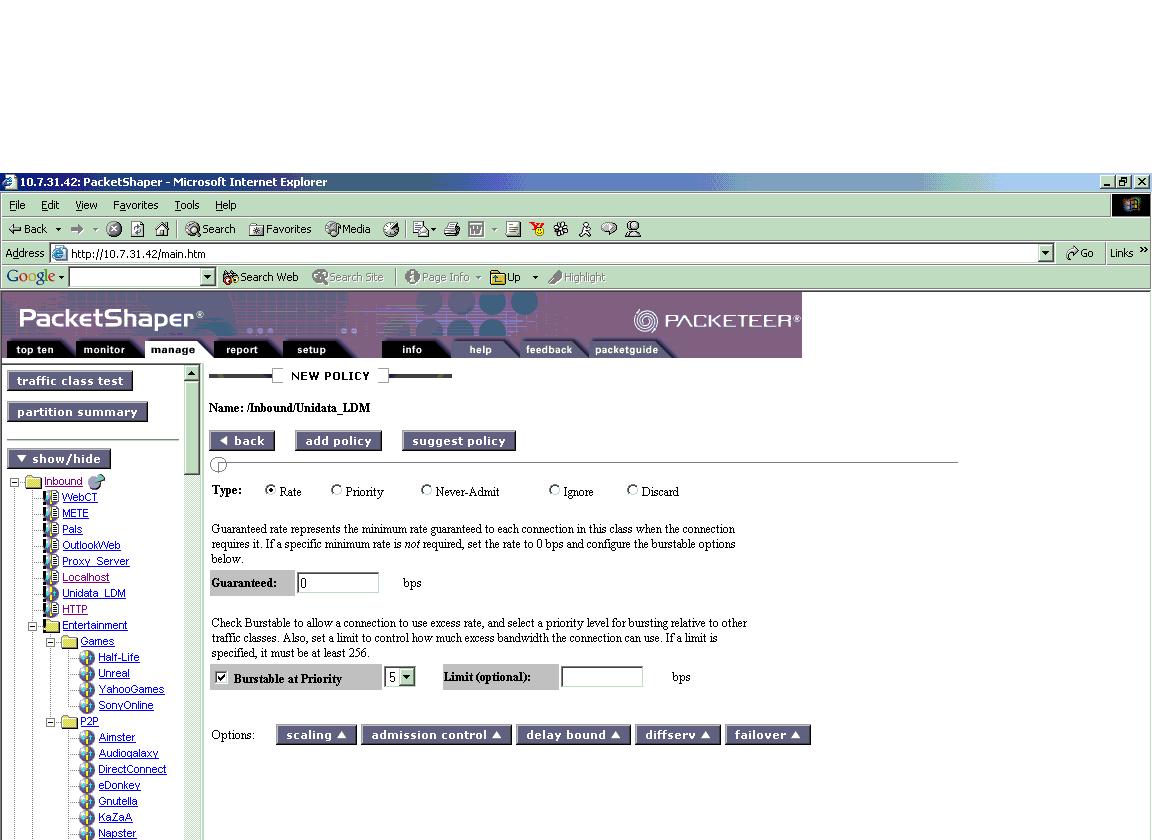 10.7.31.42: PacketShaper - Microsoft Internet Explorer
File Edit View Favorites Tools Help
Back Search Favorites Media
Address http://10.7.31.42/main.htm Go Links »
Google Search Web Search Site Page Info Up Highlight
PacketShaper® PACKETEER®
top ten monitor manage report setup info help feedback packetguide
traffic class test
partition summary
show/hide
Inbound
WebCT
METE
Pals
OutlookWeb
Proxy_Server
Localhost
Unidata_LDM
HTTP
Entertainment
Games
Half-Life
Unreal
YahooGames
SonyOnline
P2P
Aimster
Audiogalaxy
DirectConnect
eDonkey
Gnutella
KaZaA
Napster
NEW POLICY
Name: /Inbound/Unidata_LDM
back add policy suggest policy
Type: Rate Priority Never-Admit Ignore Discard
Guaranteed rate represents the minimum rate guaranteed to each connection in this class when the connection
requires it. If a specific minimum rate is not required, set the rate to 0 bps and configure the burstable options
below.
Guaranteed: 0 bps
Check Burstable to allow a connection to use excess rate, and select a priority level for bursting relative to other
traffic classes. Also, set a limit to control how much excess bandwidth the connection can use. If a limit is
specified, it must be at least 256.
Burstable at Priority 5 Limit (optional): bps
Options: scaling admission control delay bound diffserv failover